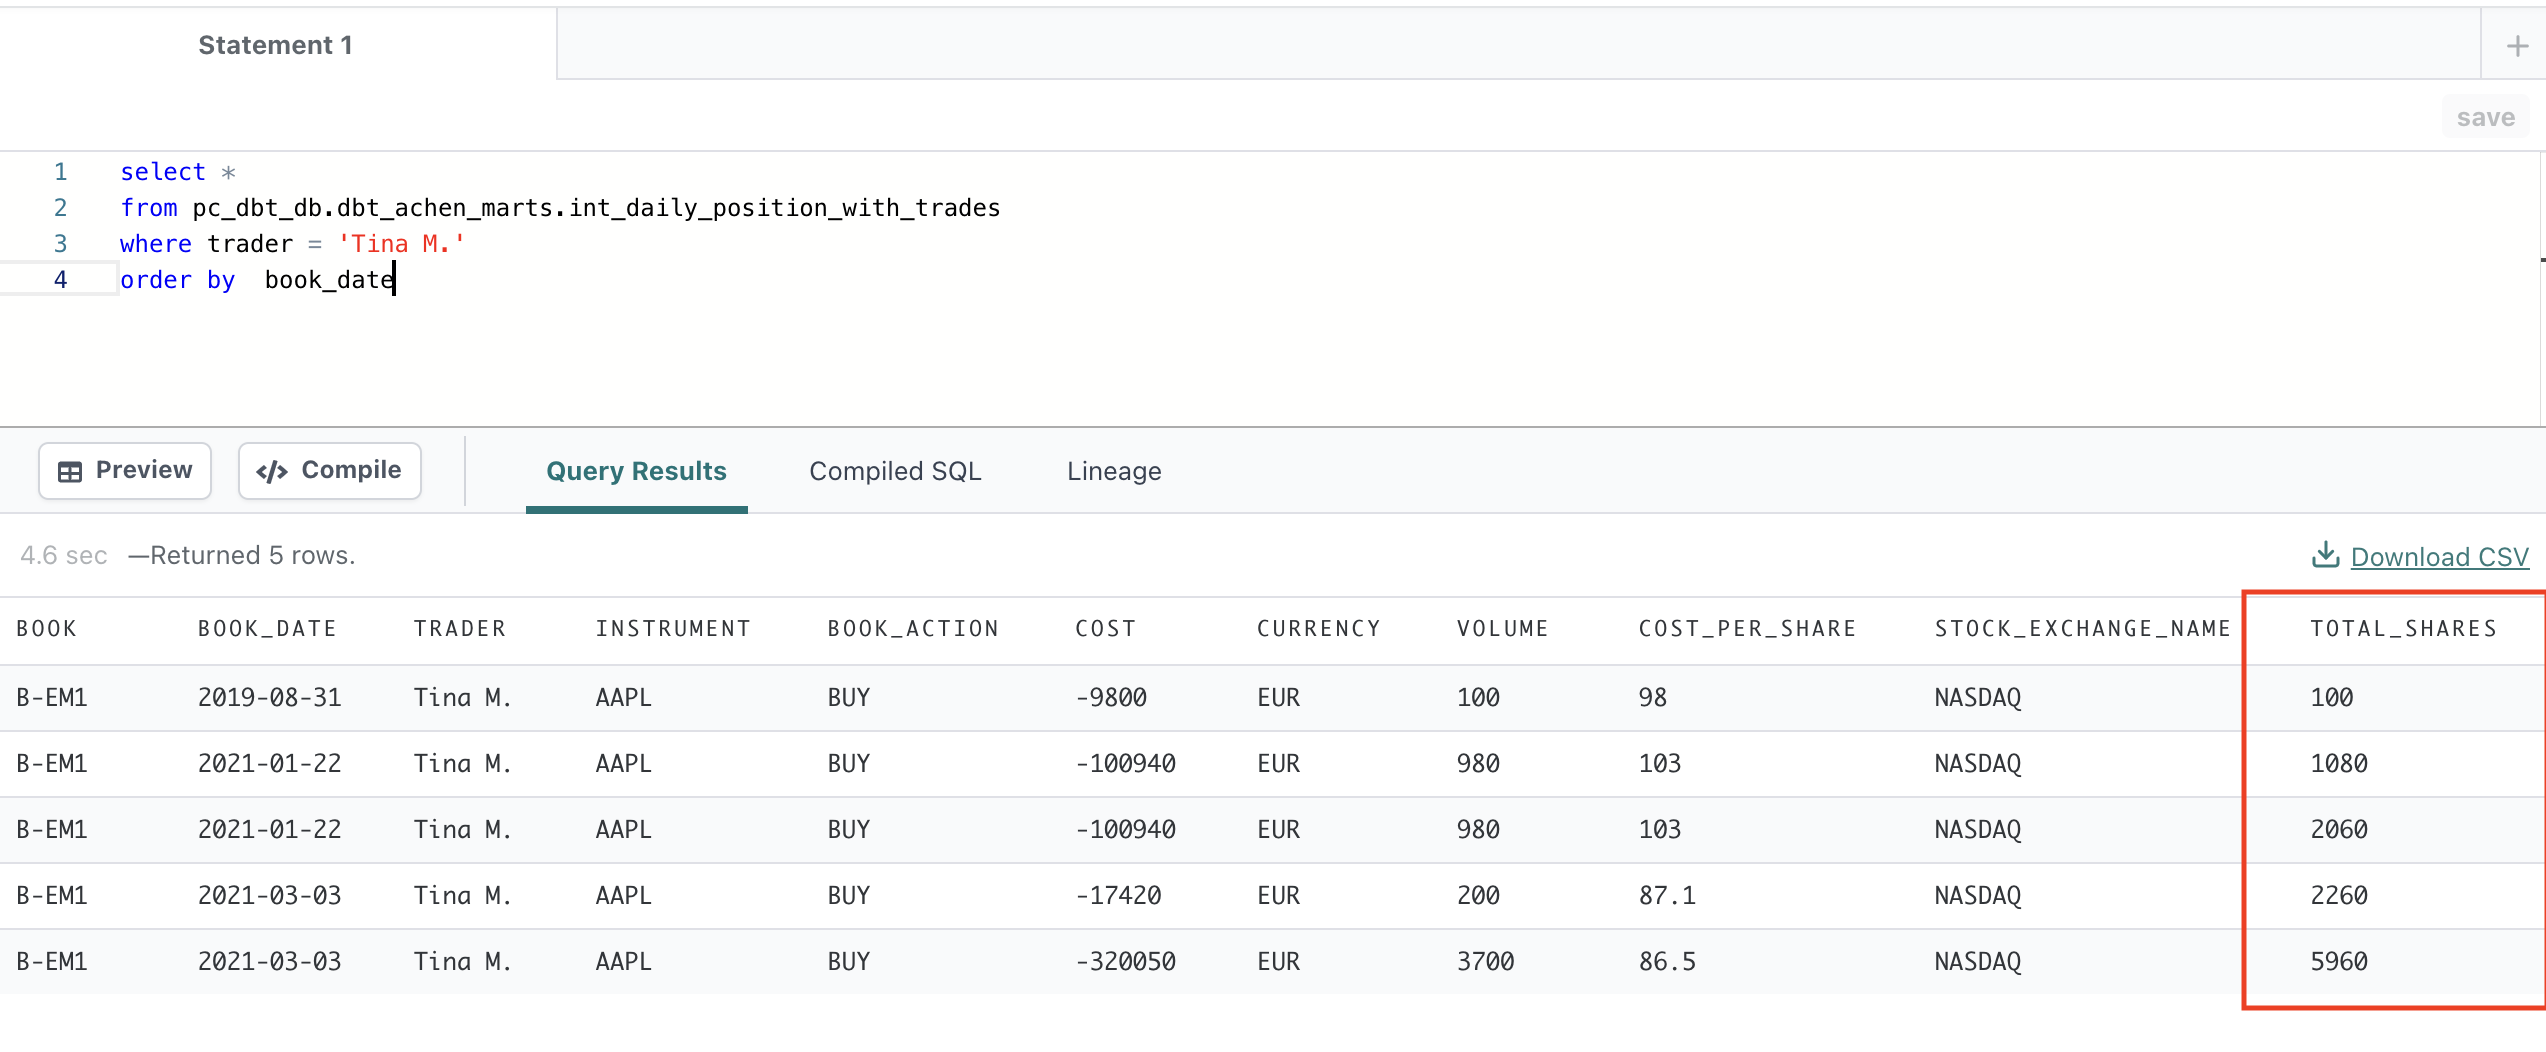 Statement 1
+
save
1 select *
2 from pc_dbt_db.dbt_achen_marts.int_daily_position_with_trades
3 where trader = 'Tina M.'
4 order by  book_date
Preview </> Compile Query Results Compiled SQL Lineage
4.6 sec —Returned 5 rows. Download CSV
BOOK BOOK_DATE TRADER INSTRUMENT BOOK_ACTION COST CURRENCY VOLUME COST_PER_SHARE STOCK_EXCHANGE_NAME TOTAL_SHARES
B-EM1 2019-08-31 Tina M. AAPL BUY -9800 EUR 100 98 NASDAQ 100
B-EM1 2021-01-22 Tina M. AAPL BUY -100940 EUR 980 103 NASDAQ 1080
B-EM1 2021-01-22 Tina M. AAPL BUY -100940 EUR 980 103 NASDAQ 2060
B-EM1 2021-03-03 Tina M. AAPL BUY -17420 EUR 200 87.1 NASDAQ 2260
B-EM1 2021-03-03 Tina M. AAPL BUY -320050 EUR 3700 86.5 NASDAQ 5960